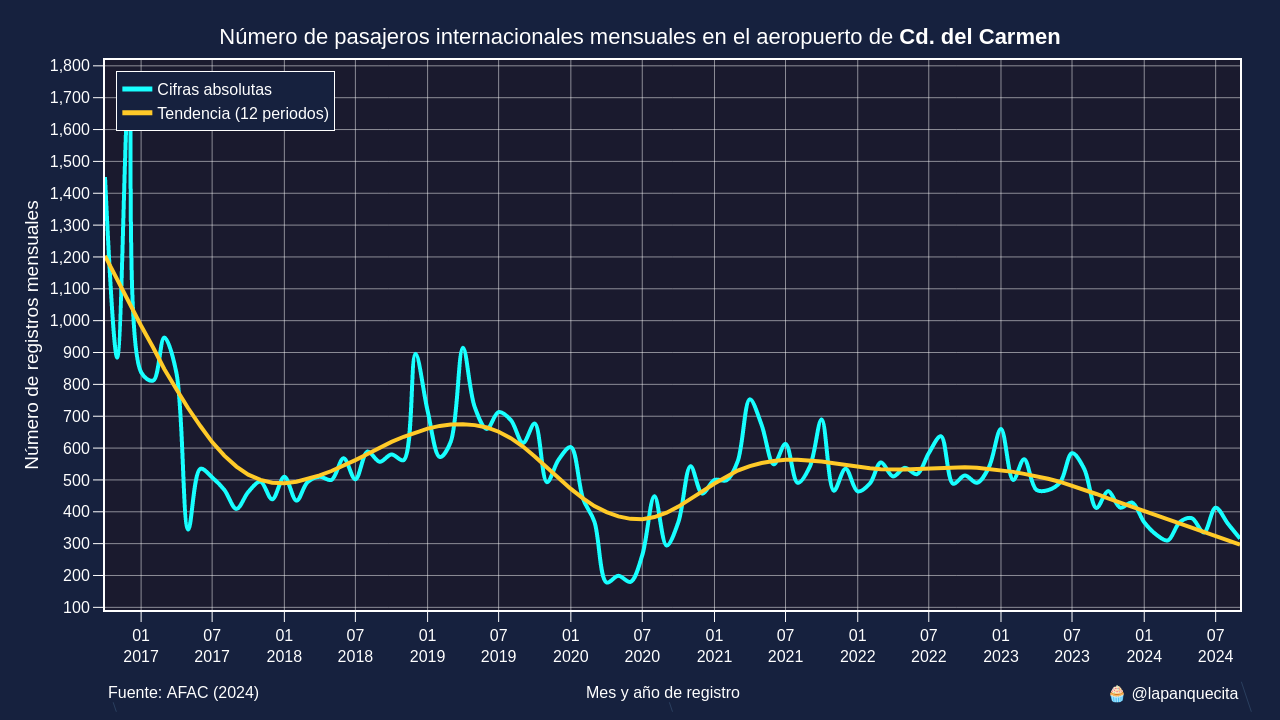 Número de pasajeros internacionales mensuales en el aeropuerto de Cd. del Carmen
Cifras absolutas
Tendencia (12 periodos)
Número de registros mensuales
1,800
1,700
1,600
1,500
1,400
1,300
1,200
1,100
1,000
900
800
700
600
500
400
300
200
100
01 07 01 07 01 07 01 07 01 07 01 07 01 07 01 07
2017 2017 2018 2018 2019 2019 2020 2020 2021 2021 2022 2022 2023 2023 2024 2024
Fuente: AFAC (2024) Mes y año de registro 🧁 @lapanquecita